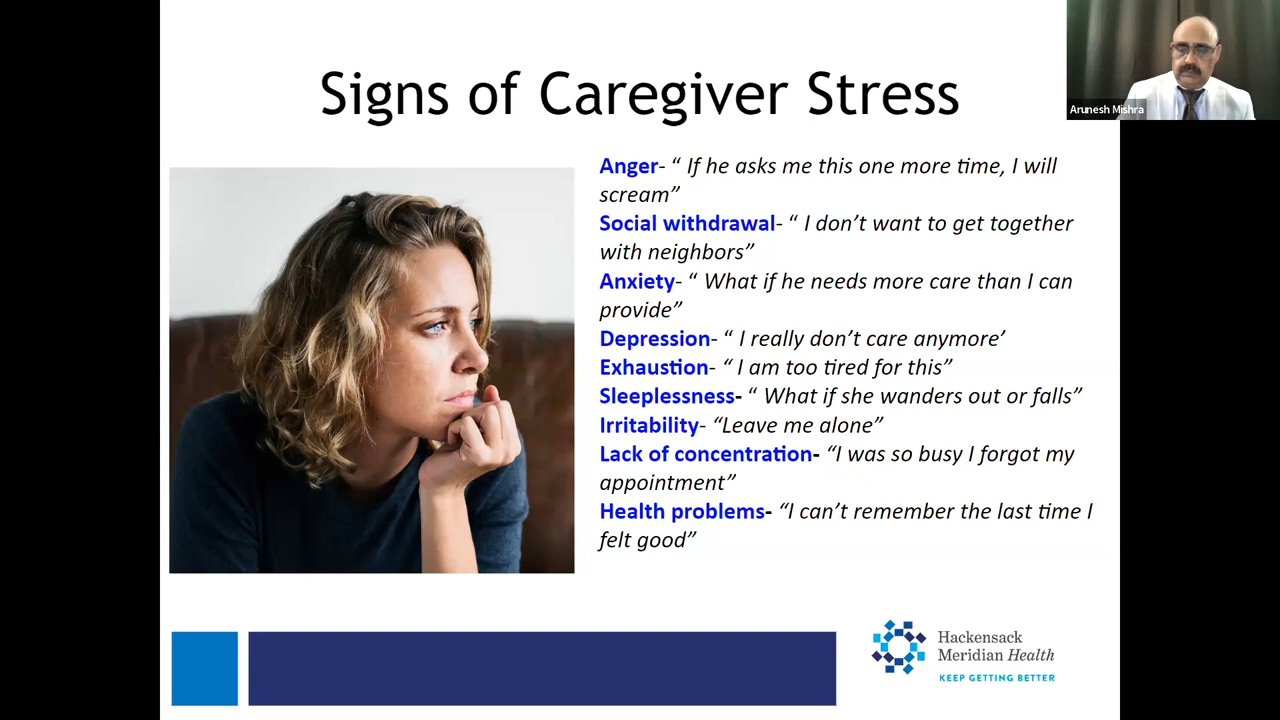 Signs of Caregiver Stress
Arunesh Mishra
Anger- “ If he asks me this one more time, I will
scream”
Social withdrawal- “ I don’t want to get together
with neighbors”
Anxiety- “ What if he needs more care than I can
provide”
Depression- “ I really don’t care anymore’
Exhaustion- “ I am too tired for this”
Sleeplessness- “ What if she wanders out or falls”
Irritability- “Leave me alone”
Lack of concentration- “I was so busy I forgot my
appointment”
Health problems- “I can’t remember the last time I
felt good”
Hackensack
Meridian Health
KEEP GETTING BETTER